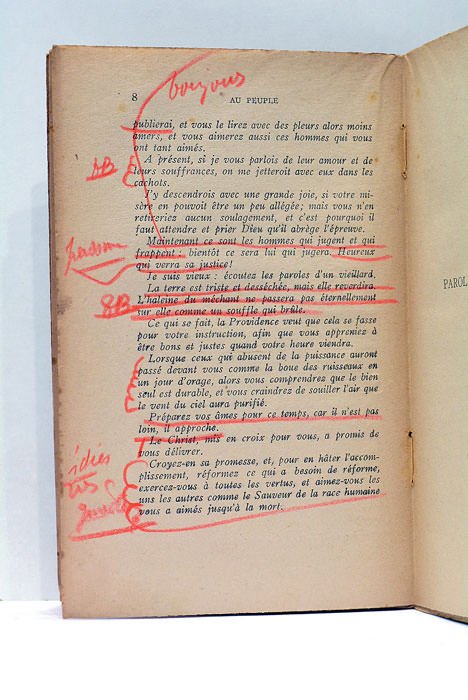 bonjous
8 AU PEUPLE
publierai, et vous le lirez avec des pleurs alors moins
amers, et vous aimerez aussi ces hommes qui vous
ont tant aimés.
A présent, si je vous parlois de leur amour et de
leurs souffrances, on me jetteroit avec eux dans les
cachots.
J'y descendrois avec une grande joie, si votre mi-
sère en pouvoit être un peu allégée; mais vous n'en
retireriez aucun soulagement, et c'est pourquoi il
faut attendre et prier Dieu qu'il abrège l'épreuve.
Maintenant ce sont les hommes qui jugent et qui
frappent : bientôt ce sera lui qui jugera. Heureux
qui verra sa justice!
Je suis vieux : écoutez les paroles d'un vieillard.
La terre est triste et desséchée, mais elle reverdira.
L'haleine du méchant ne passera pas éternellement
sur elle comme un souffle qui brûle.
Ce qui se fait, la Providence veut que cela se fasse
pour votre instruction, afin que vous appreniez à
être bons et justes quand votre heure viendra.
Lorsque ceux qui abusent de la puissance auront
passé devant vous comme la boue des ruisseaux en
un jour d'orage, alors vous comprendrez que le bien
seul est durable, et vous craindrez de souiller l'air que
le vent du ciel aura purifié.
Préparez vos âmes pour ce temps, car il n'est pas
loin, il approche.
Le Christ, mis en croix pour vous, a promis de
vous délivrer.
Croyez-en sa promesse, et, pour en hâter l'accom-
plissement, réformez ce qui a besoin de réforme,
exercez-vous à toutes les vertus, et aimez-vous les
uns les autres comme le Sauveur de la race humaine
vous a aimés jusqu'à la mort.
PAROL